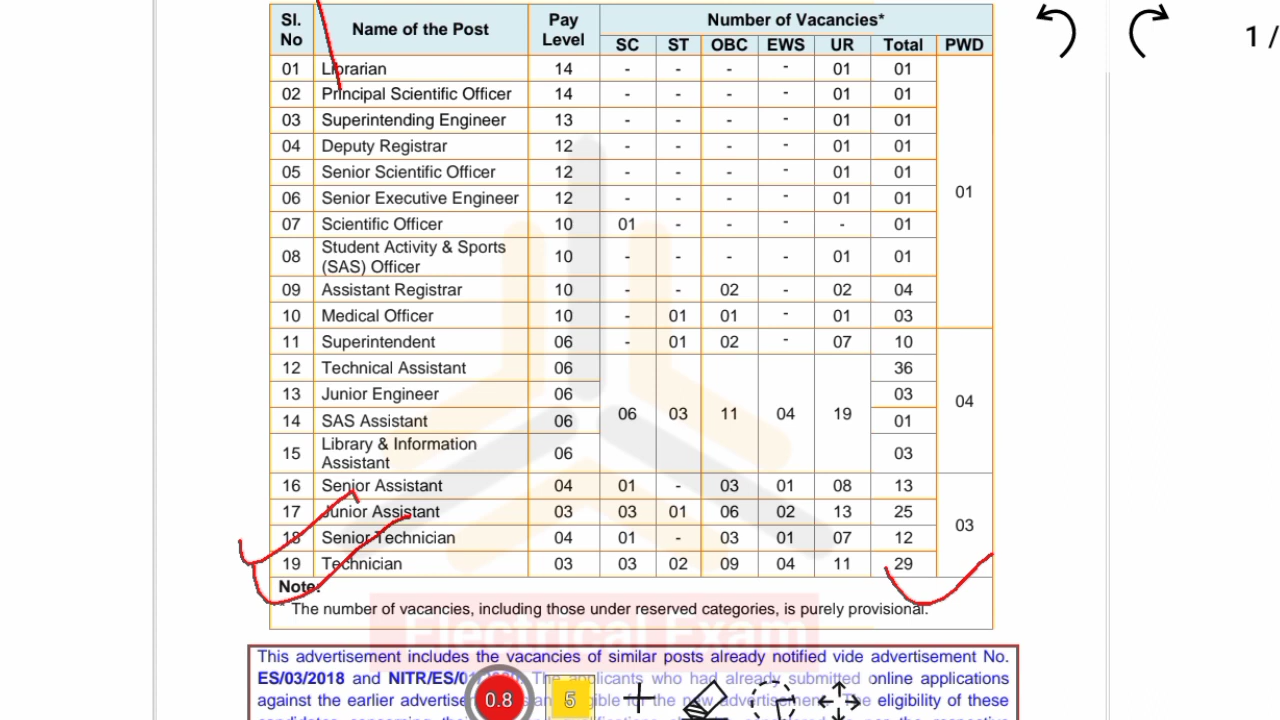 Sl. No Name of the Post Pay Level Number of Vacancies*
SC ST OBC EWS UR Total PWD
1 /
01 Librarian 14 - - - - 01 01
02 Principal Scientific Officer 14 - - - - 01 01
03 Superintending Engineer 13 - - - - 01 01
04 Deputy Registrar 12 - - - - 01 01
05 Senior Scientific Officer 12 - - - - 01 01
06 Senior Executive Engineer 12 - - - - 01 01
01
07 Scientific Officer 10 01 - - - - 01
08 Student Activity & Sports (SAS) Officer 10 - - - - 01 01
09 Assistant Registrar 10 - - 02 - 02 04
10 Medical Officer 10 - 01 01 - 01 03
11 Superintendent 06 - 01 02 - 07 10
12 Technical Assistant 06 36
13 Junior Engineer 06 03
06 03 11 04 19 04
14 SAS Assistant 06 01
15 Library & Information Assistant 06 03
16 Senior Assistant 04 01 - 03 01 08 13
17 Junior Assistant 03 03 01 06 02 13 25
03
18 Senior Technician 04 01 - 03 01 07 12
19 Technician 03 03 02 09 04 11 29
Note:
* The number of vacancies, including those under reserved categories, is purely provisional.
Electrical Exam
This advertisement includes the vacancies of similar posts already notified vide advertisement No.
ES/03/2018 and NITR/ES/01 The applicants who had already submitted online applications
against the earlier for the new advertisement. The eligibility of these
0.8 5